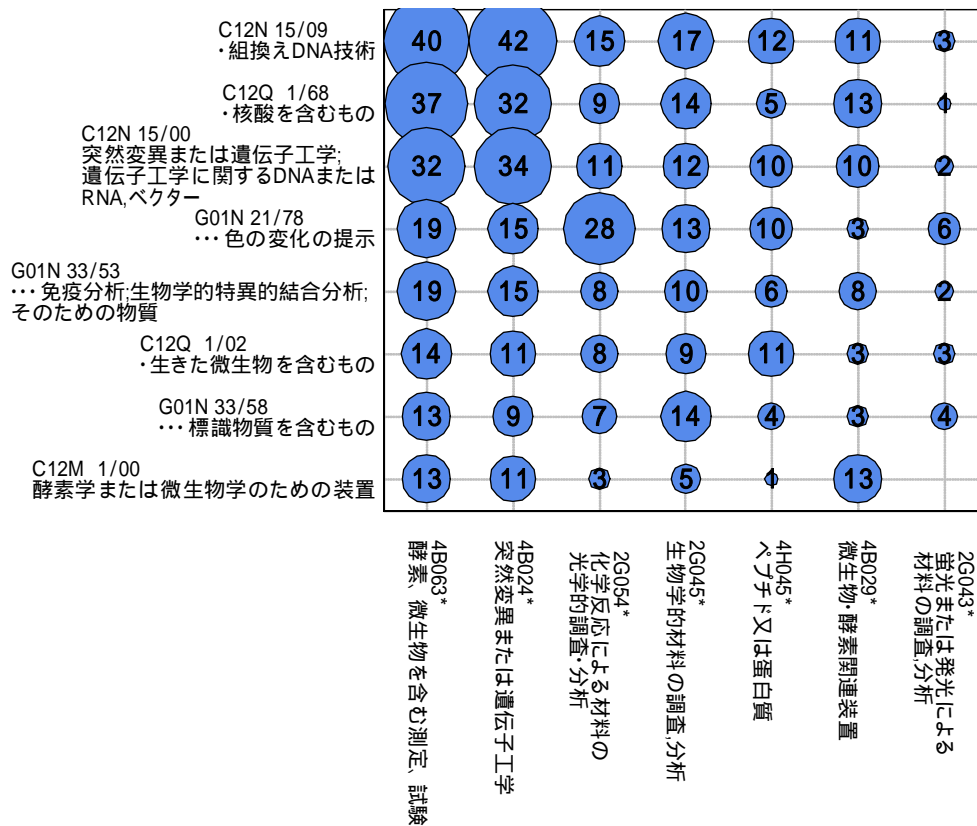 C12N 15/09
・組換えDNA技術
40 42 15 17 12 11 3
C12Q 1/68
・核酸を含むもの
37 32 9 14 5 13 1
C12N 15/00
突然変異または遺伝子工学;
遺伝子工学に関するDNAまたは
RNA,ベクター
32 34 11 12 10 10 2
G01N 21/78
・・・色の変化の提示
19 15 28 13 10 3 6
G01N 33/53
・・・免疫分析;生物学的特異的結合分析;
そのための物質
19 15 8 10 6 8 2
C12Q 1/02
・生きた微生物を含むもの
14 11 8 9 11 3 3
G01N 33/58
・・・標識物質を含むもの
13 9 7 14 4 3 4
C12M 1/00
酵素学または微生物学のための装置
13 11 3 5 1 13
4B063*
酵素、微生物を含む測定、試験
4B024*
突然変異または遺伝子工学
2G054*
化学反応による材料の
光学的調査・分析
2G045*
生物学的材料の調査,分析
4H045*
ペプチド又は蛋白質
4B029*
微生物・酵素関連装置
2G043*
蛍光または発光による
材料の調査,分析